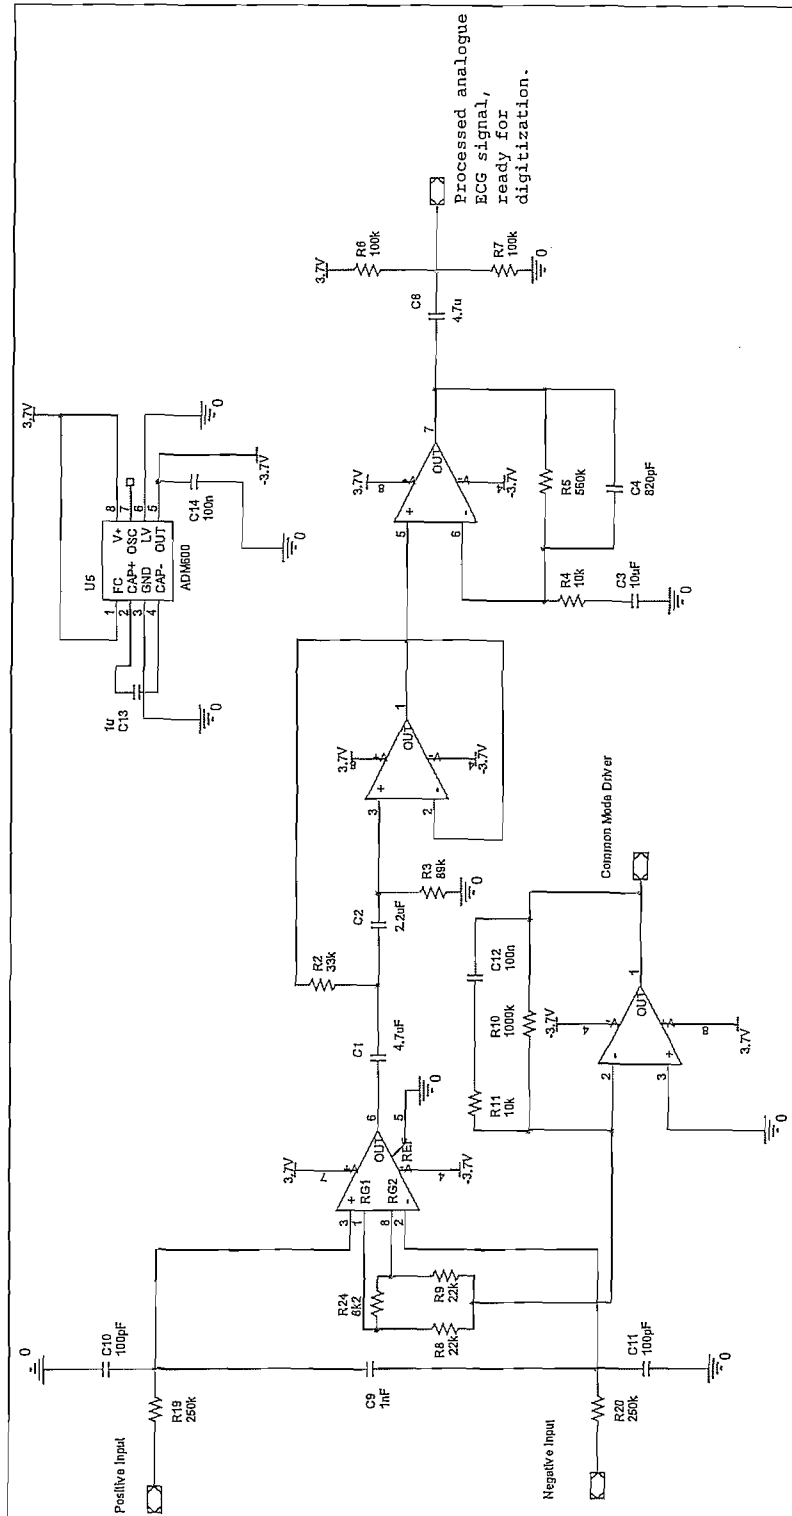 Positive Input
R19
250k
0
C10
100pF
C9
1nF
Negative Input
R20
250k
C11
100pF
0
R24
6k2
R8
22k
R9
22k
3
1
8
2
+
RG1
RG2
-
3.7V
7
OUT
6
REF
5
0
4
-3.7V
C1
4.7uF
R2
33k
C2
2.2uF
R3
89k
0
3
2
+
-
3.7V
8
OUT
1
4
-3.7V
R11
10k
C12
100n
R10
1000k
-3.7V
4
2
3
-
+
OUT
1
8
3.7V
0
Common Mode Driver
1u
C13
U5
1
2
3
4
FC
CAP+
GND
CAP-
V+
OSC
LV
OUT
8
7
6
5
ADM600
3.7V
0
0
C14
100n
-3.7V
0
5
6
+
-
3.7V
8
OUT
7
4
-3.7V
R4
10k
C3
10uF
0
R5
560k
C4
820pF
C8
4.7u
3.7V
R6
100k
R7
100k
0
Processed analogue
ECG signal,
ready for
digitization.